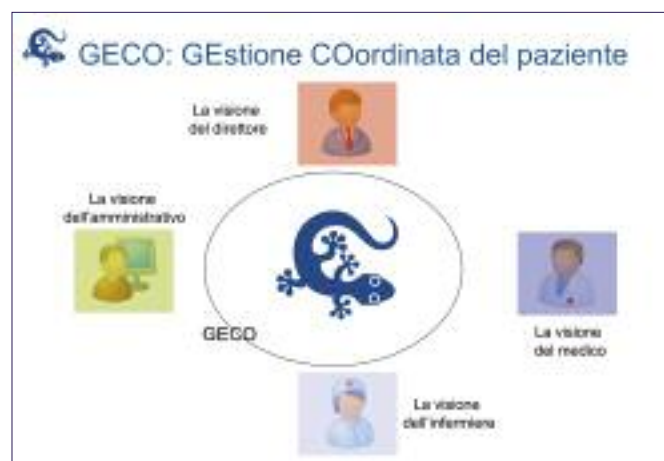 GECO: GEstione COordinata del paziente
La visione
del direttore
La visione
dell'amministrativo
GECO
La visione
del medico
La visione
dell'infermiere